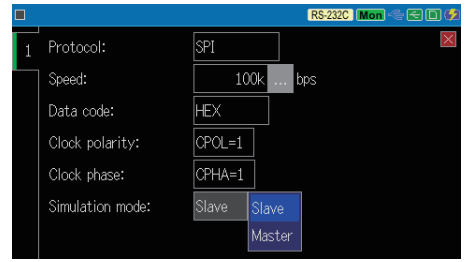 RS-232C Mon
1 Protocol: SPI
Speed: 100k ... bps
Data code: HEX
Clock polarity: CPOL=1
Clock phase: CPHA=1
Simulation mode: Slave Slave
Master